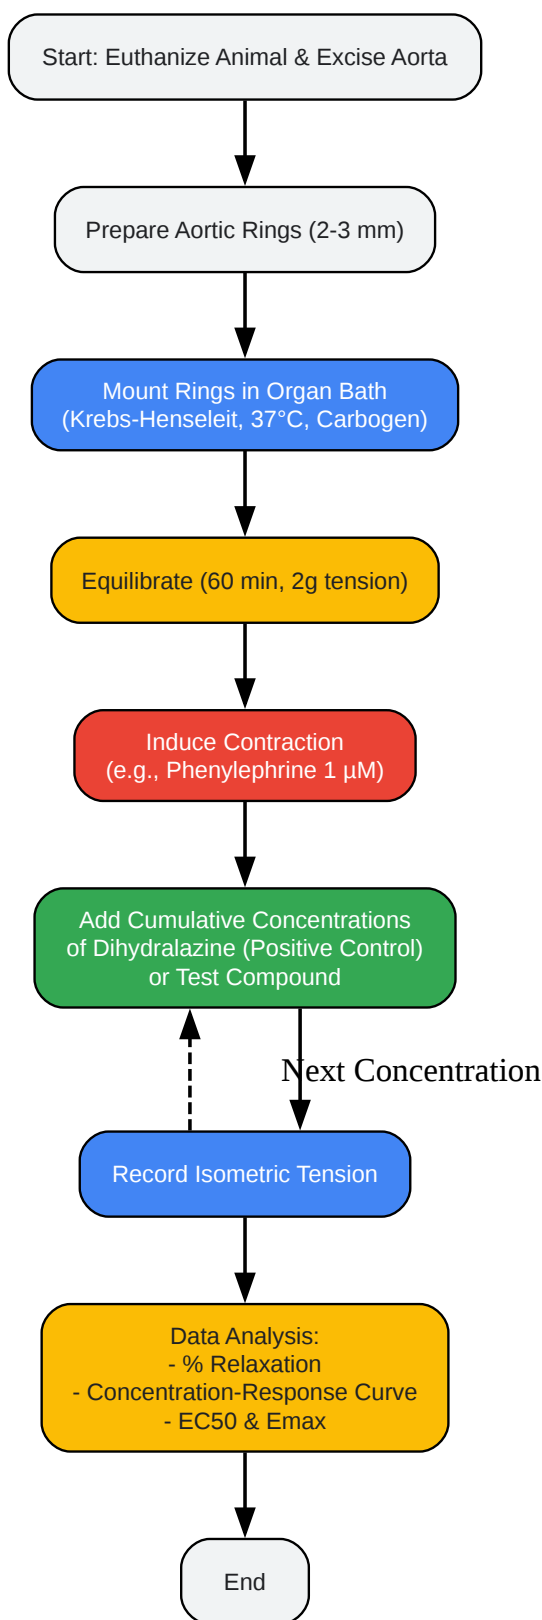 Start: Euthanize Animal & Excise Aorta
Prepare Aortic Rings (2-3 mm)
Mount Rings in Organ Bath
(Krebs-Henseleit, 37°C, Carbogen)
Equilibrate (60 min, 2g tension)
Induce Contraction
(e.g., Phenylephrine 1 µM)
Add Cumulative Concentrations
of Dihydralazine (Positive Control)
or Test Compound
Next Concentration
Record Isometric Tension
Data Analysis:
- % Relaxation
- Concentration-Response Curve
- EC50 & Emax
End